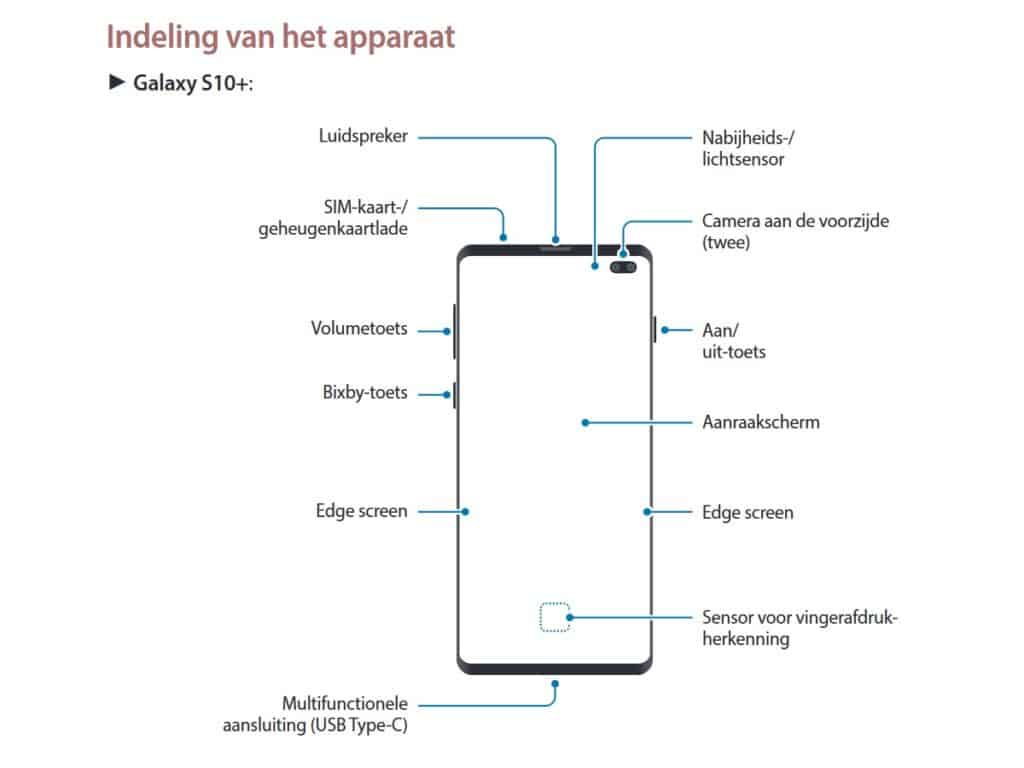 Indeling van het apparaat
► Galaxy S10+:
Luidspreker
SIM-kaart-/
geheugenkaartlade
Volumetoets
Bixby-toets
Edge screen
Multifunctionele
aansluiting (USB Type-C)
Nabijheids-/
lichtsensor
Camera aan de voorzijde
(twee)
Aan/
uit-toets
Aanraakscherm
Edge screen
Sensor voor vingerafdruk-
herkenning